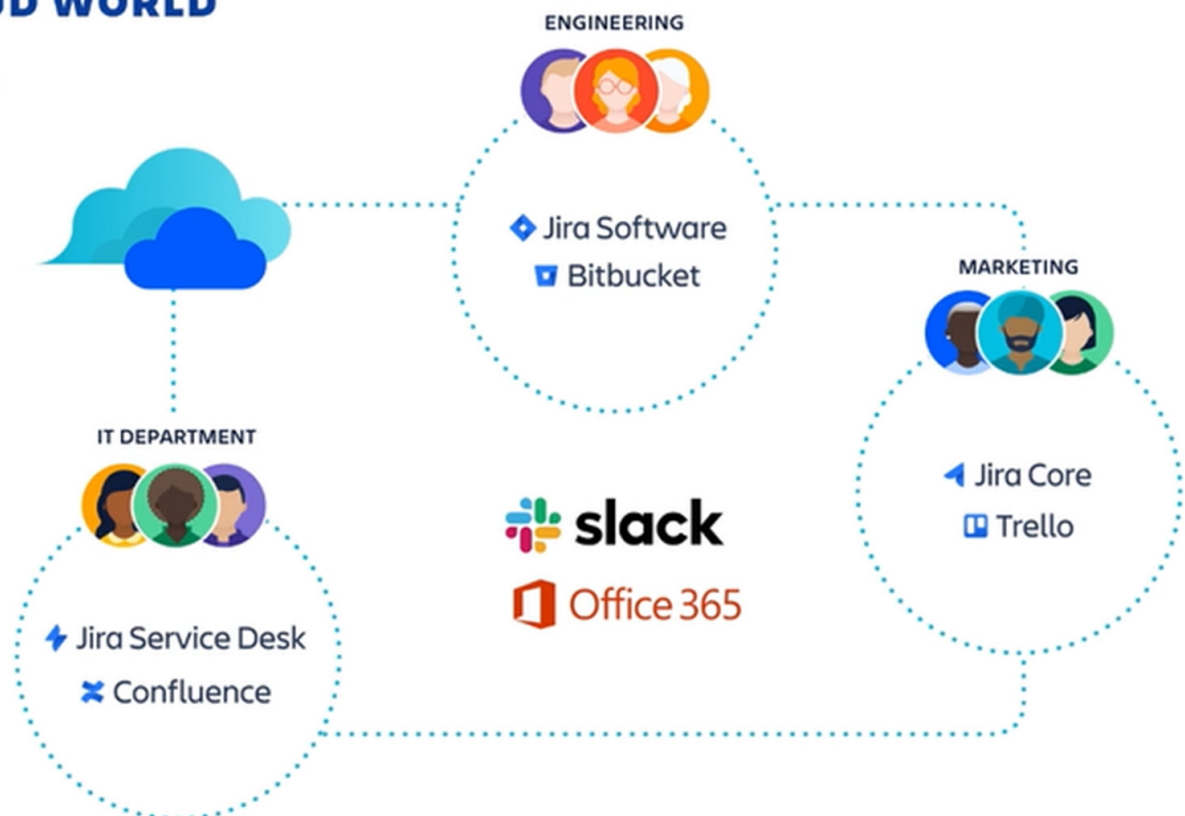 WORLD
ENGINEERING
Jira Software
Bitbucket
MARKETING
Jira Core
Trello
IT DEPARTMENT
Jira Service Desk
Confluence
slack
Office 365